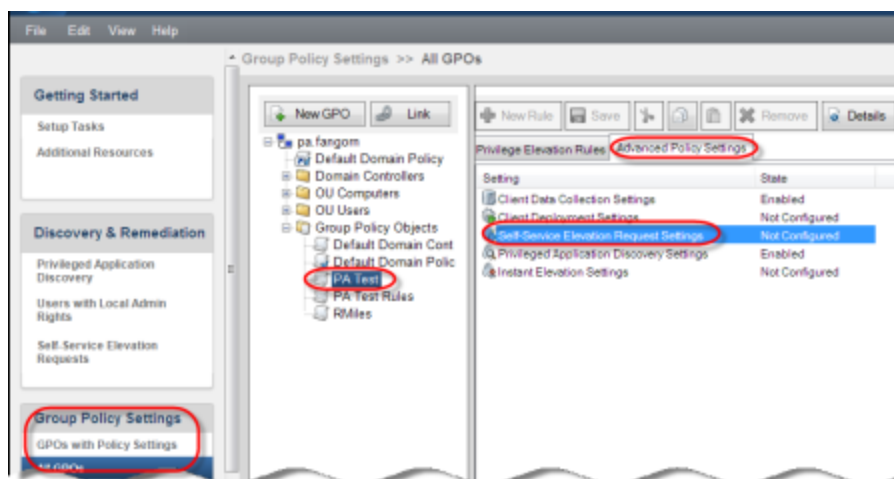 File Edit View Help
Group Policy Settings >> All GPOs
Getting Started
Setup Tasks
Additional Resources
Discovery & Remediation
Privileged Application
Discovery
Users with Local Admin
Rights
Self-Service Elevation
Requests
Group Policy Settings
GPOs with Policy Settings
All GPOs
New GPO Link
pa.fangom
Default Domain Policy
Domain Controllers
OU Computers
OU Users
Group Policy Objects
Default Domain Cont
Default Domain Polic
PA Test
PA Test Rules
RMiles
New Rule Save Remove Details
Privilege Elevation Rules Advanced Policy Settings
Setting State
Client Data Collection Settings Enabled
Client Deployment Settings Not Configured
Self-Service Elevation Request Settings Not Configured
Privileged Application Discovery Settings Enabled
Instant Elevation Settings Not Configured